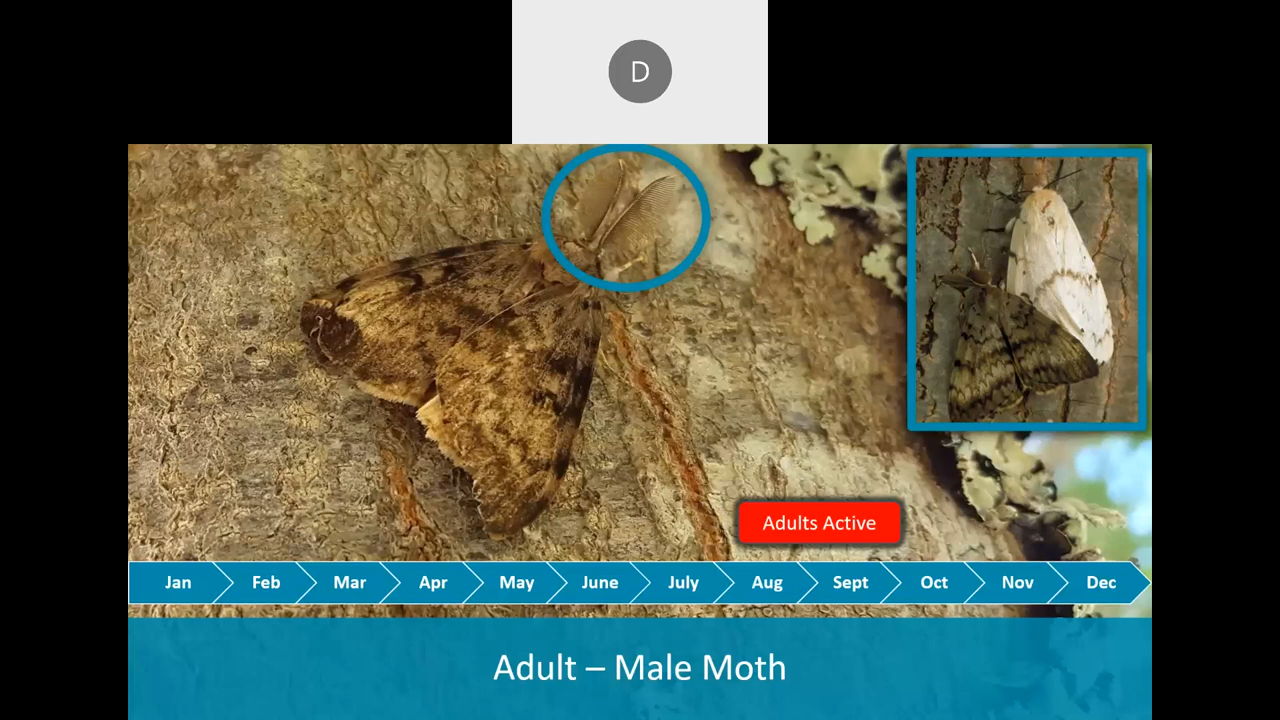 D
Adults Active
Jan Feb Mar Apr May June July Aug Sept Oct Nov Dec
Adult – Male Moth